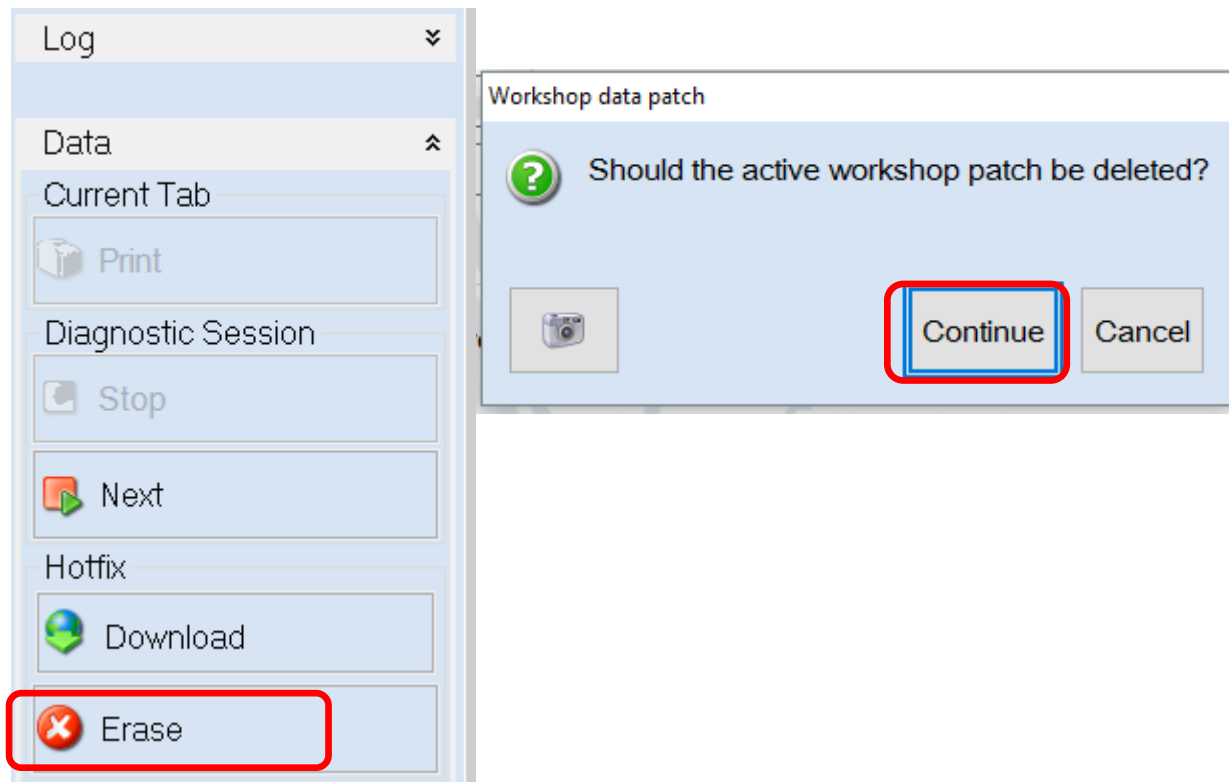 Log
Data
Current Tab
Print
Diagnostic Session
Stop
Next
Hotfix
Download
Erase
Workshop data patch
Should the active workshop patch be deleted?
Continue
Cancel